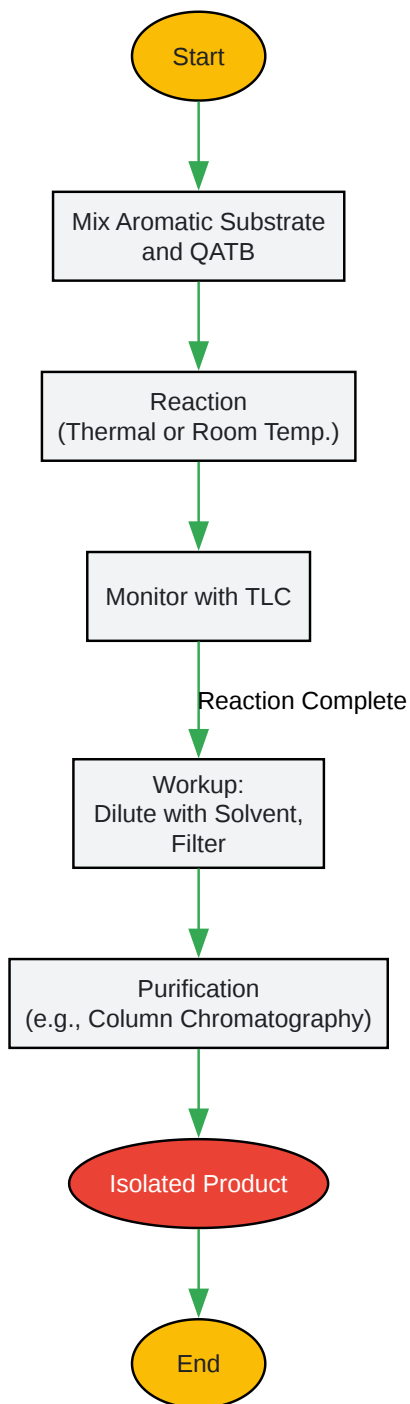 Start
Mix Aromatic Substrate
and QATB
Reaction
(Thermal or Room Temp.)
Monitor with TLC
Reaction Complete
Workup:
Dilute with Solvent,
Filter
Purification
(e.g., Column Chromatography)
Isolated Product
End